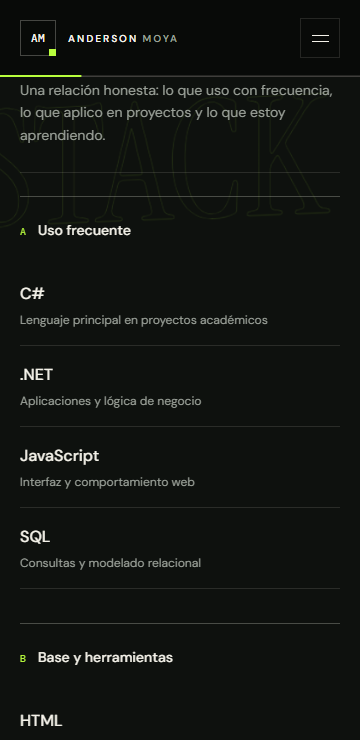 AM
ANDERSON MOYA
Una relación honesta: lo que uso con frecuencia,
lo que aplico en proyectos y lo que estoy
aprendiendo.
STACK
A Uso frecuente
C#
Lenguaje principal en proyectos académicos
.NET
Aplicaciones y lógica de negocio
JavaScript
Interfaz y comportamiento web
SQL
Consultas y modelado relacional
B Base y herramientas
HTML